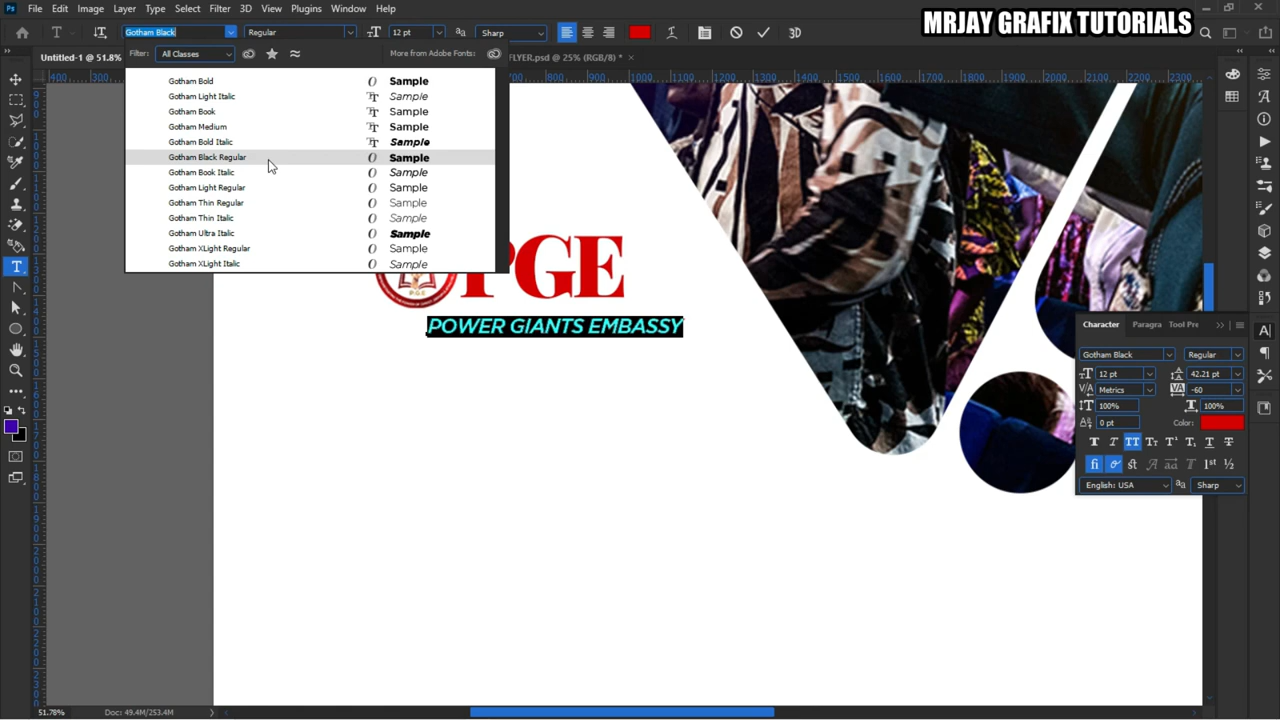 MRJAY GRAFIX TUTORIALS
Ps File Edit Image Layer Type Select Filter 3D View Plugins Window Help
Gotham Black Regular 12 pt Sharp 3D
Filter: All Classes More from Adobe Fonts:
Untitled-1 @ 51.8% FLYER.psd @ 25% (RGB/8) *
Gotham Bold Sample
Gotham Light Italic Sample
Gotham Book Sample
Gotham Medium Sample
Gotham Bold Italic Sample
Gotham Black Regular Sample
Gotham Book Italic Sample
Gotham Light Regular Sample
Gotham Thin Regular Sample
Gotham Thin Italic Sample
Gotham Ultra Italic Sample
Gotham XLight Regular Sample
Gotham XLight Italic Sample
PGE
P.G.E
POWER GIANTS EMBASSY
Character Paragra Tool Pre
Gotham Black Regular
12 pt 42.21 pt
Metrics -60
100% 100%
0 pt Color:
English: USA Sharp
51.78% Doc: 49.4M/253.4M